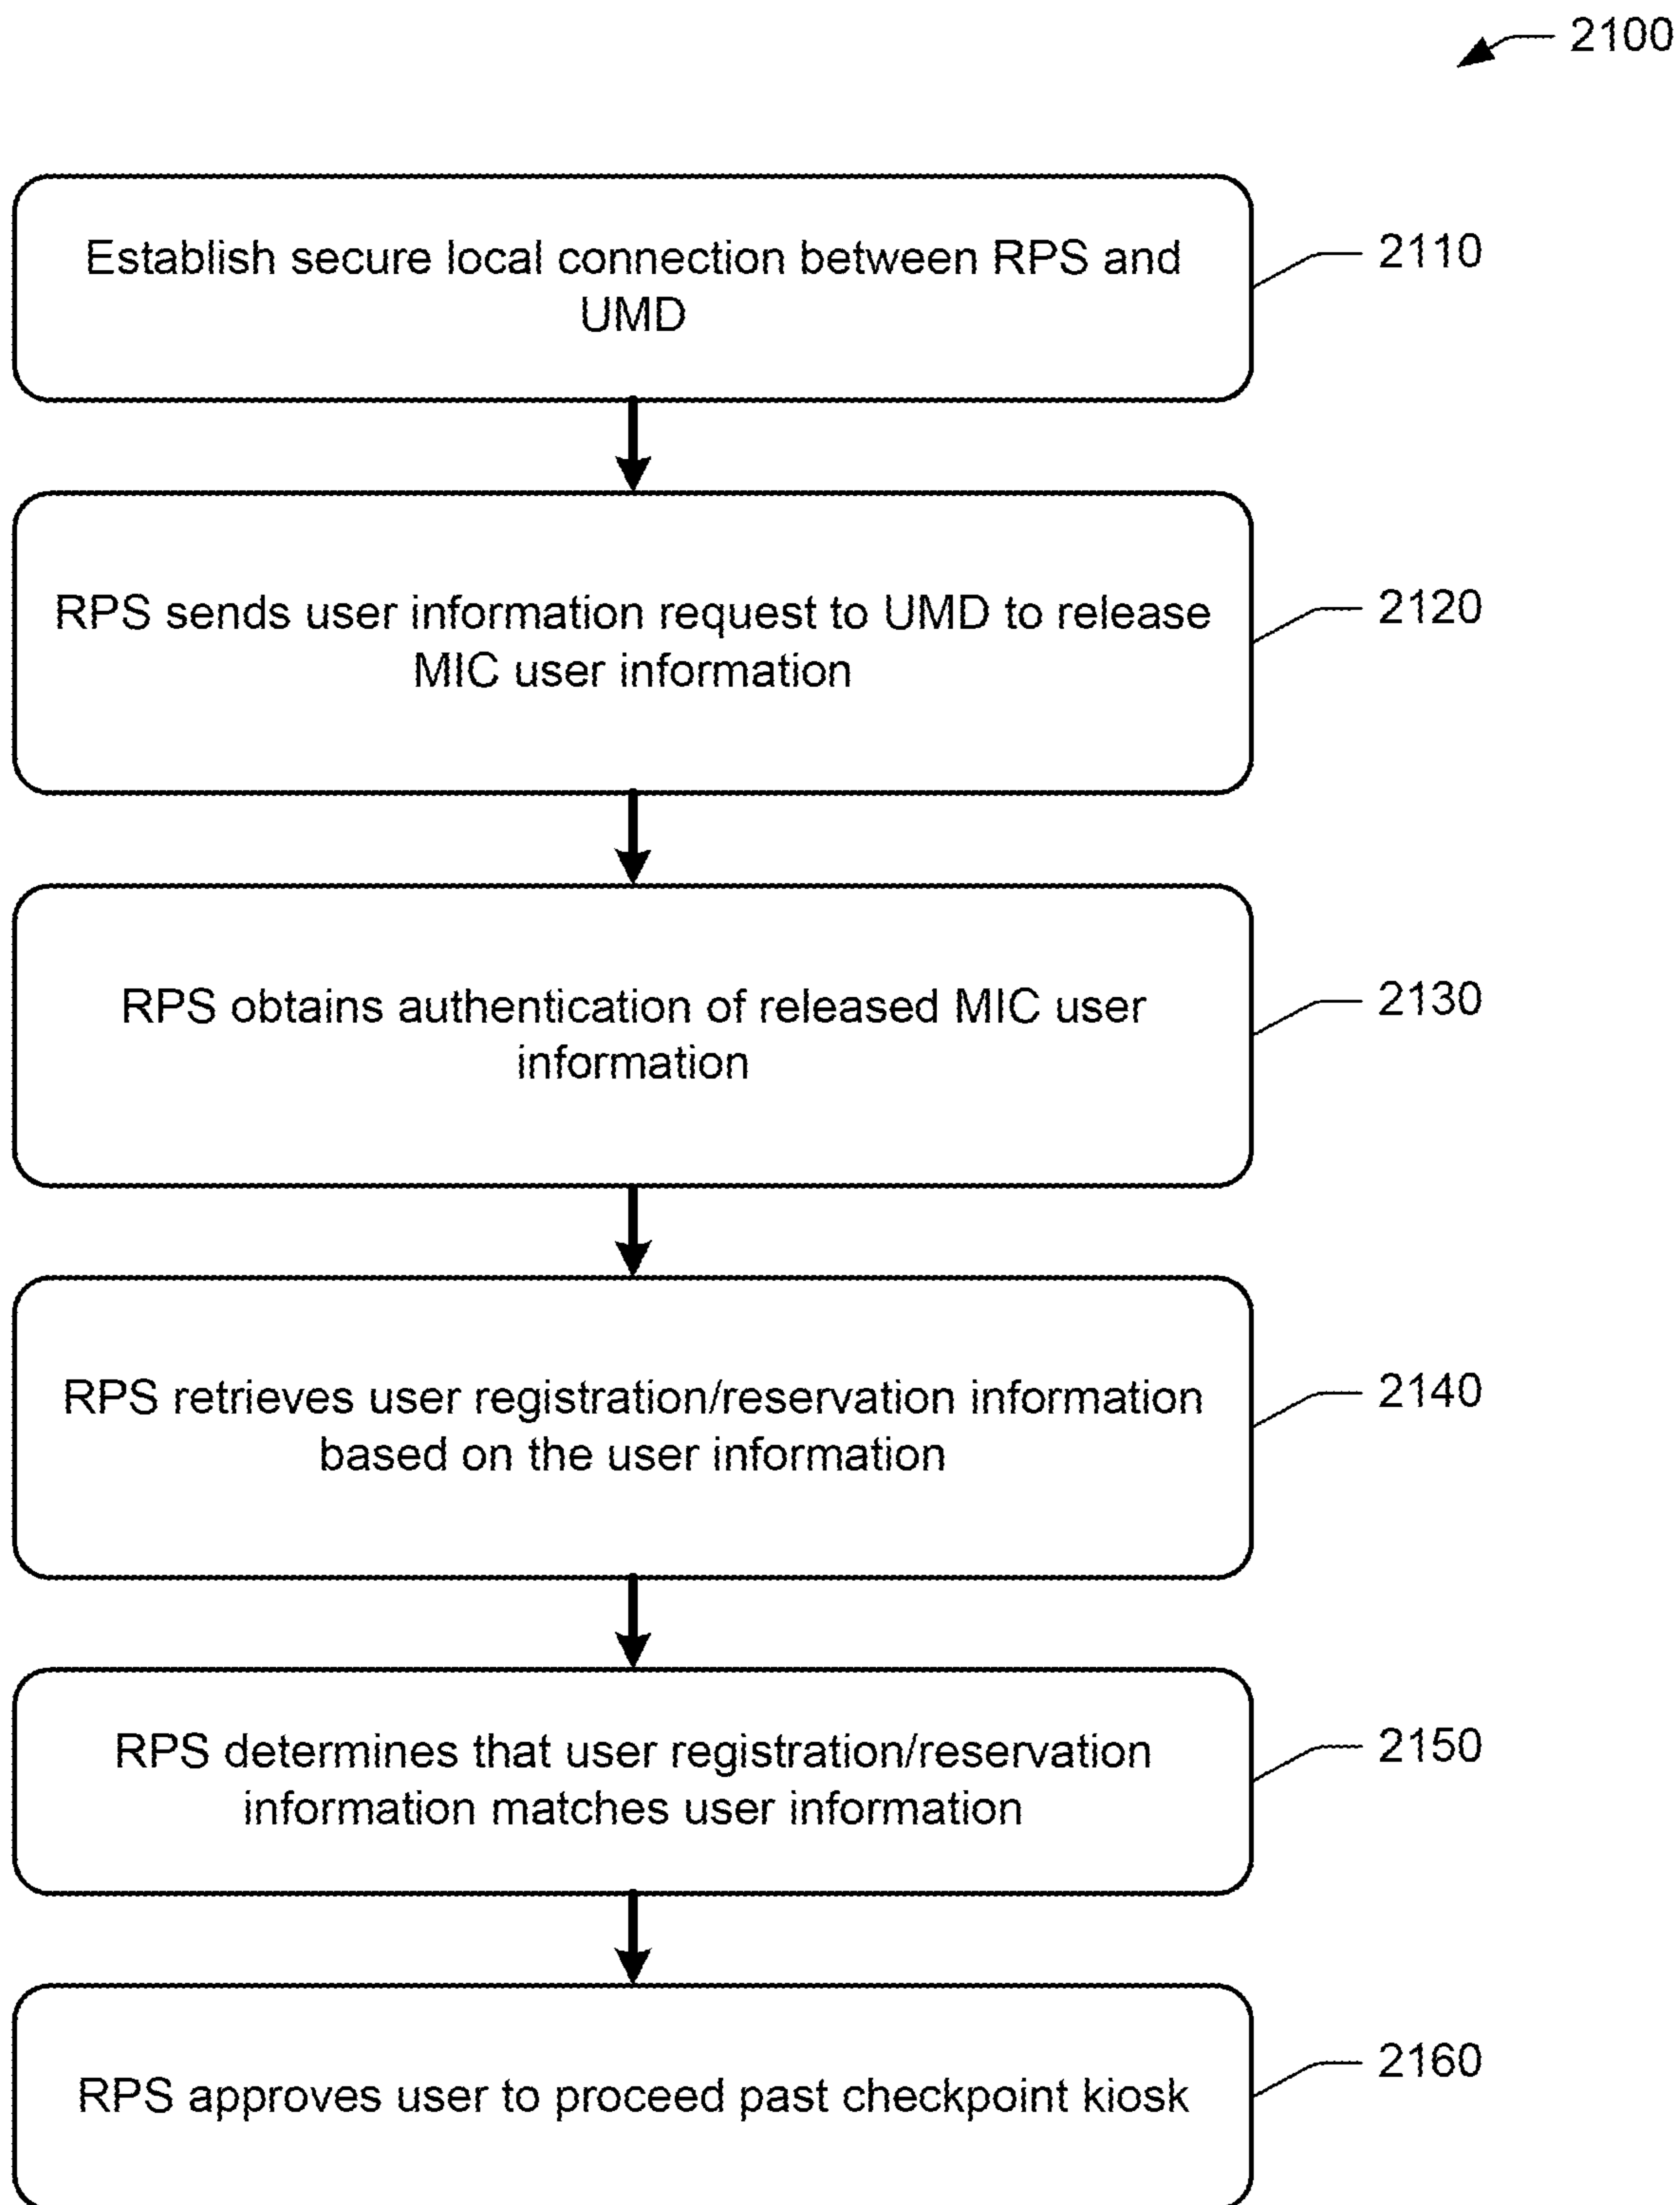 2100
Establish secure local connection between RPS and
UMD
2110
RPS sends user information request to UMD to release
MIC user information
2120
RPS obtains authentication of released MIC user
information
2130
RPS retrieves user registration/reservation information
based on the user information
2140
RPS determines that user registration/reservation
information matches user information
2150
RPS approves user to proceed past checkpoint kiosk
2160